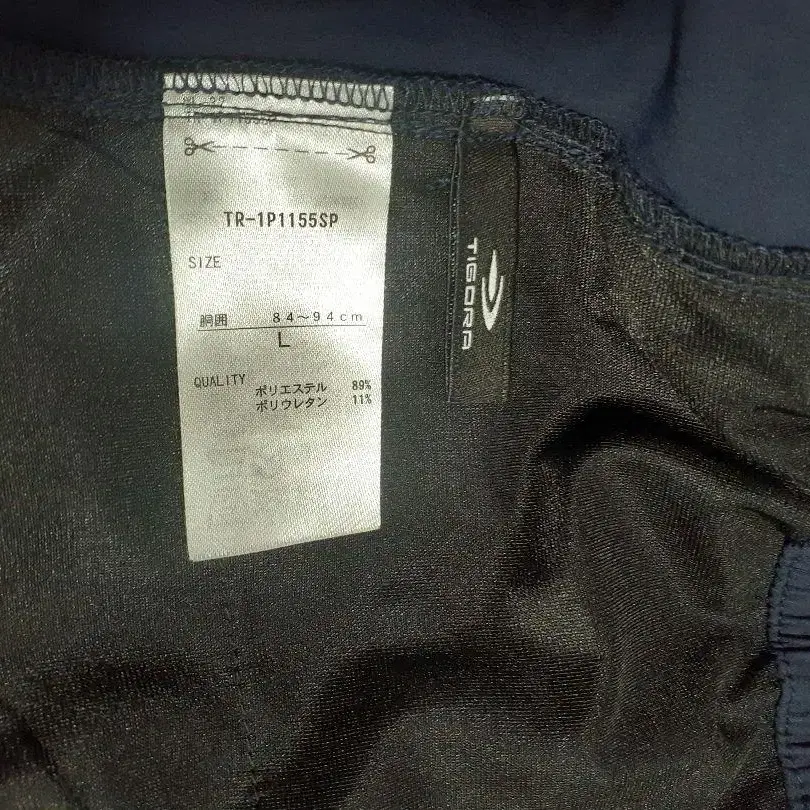 TR-1P1155SP
SIZE
胴囲 84～94cm
L
QUALITY
ポリエステル 89%
ポリウレタン 11%
TIGORA